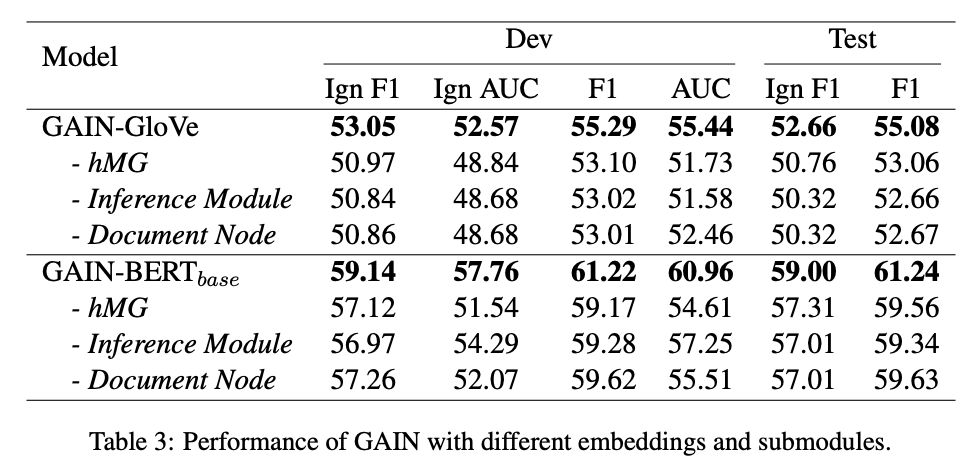 Model Dev Test
Ign F1 Ign AUC F1 AUC Ign F1 F1
GAIN-GloVe 53.05 52.57 55.29 55.44 52.66 55.08
- hMG 50.97 48.84 53.10 51.73 50.76 53.06
- Inference Module 50.84 48.68 53.02 51.58 50.32 52.66
- Document Node 50.86 48.68 53.01 52.46 50.32 52.67
GAIN-BERTbase 59.14 57.76 61.22 60.96 59.00 61.24
- hMG 57.12 51.54 59.17 54.61 57.31 59.56
- Inference Module 56.97 54.29 59.28 57.25 57.01 59.34
- Document Node 57.26 52.07 59.62 55.51 57.01 59.63
Table 3: Performance of GAIN with different embeddings and submodules.